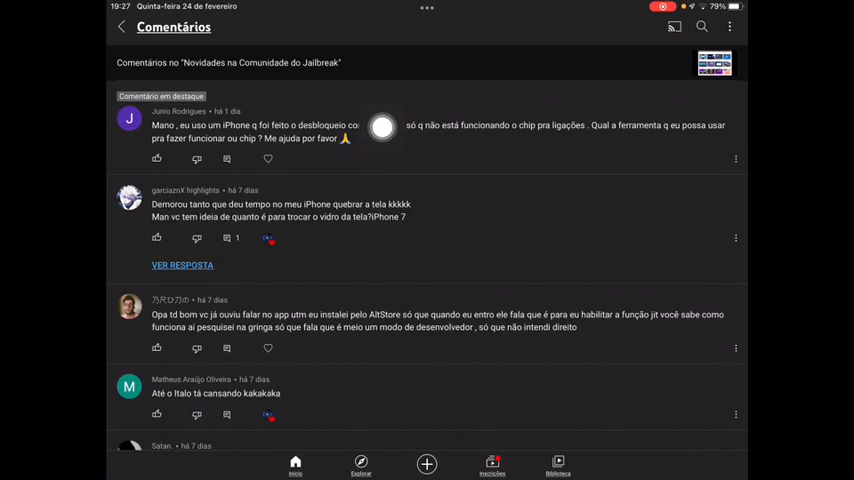 19:27 Quinta-feira 24 de fevereiro
79%
Comentários
Comentários no "Novidades na Comunidade do Jailbreak"
Comentário em destaque
J
Junio Rodrigues • há 1 dia
Mano , eu uso um iPhone q foi feito o desbloqueio só q não está funcionando o chip pra ligações . Qual a ferramenta q eu possa usar
pra fazer funcionar ou chip ? Me ajuda por favor 🙏
garciaznX highlights • há 7 dias
Demorou tanto que deu tempo no meu iPhone quebrar a tela kkkkk
Man vc tem ideia de quanto é para trocar o vidro da tela?iPhone 7
1
VER RESPOSTA
乃尺ひ刀の • há 7 dias
Opa td bom vc já ouviu falar no app utm eu instalei pelo AltStore só que quando eu entro ele fala que é para eu habilitar a função jit você sabe como
funciona ai pesquisei na gringa só que fala que é meio um modo de desenvolvedor , só que não intendi direito
M
Matheus Araújo Oliveira • há 7 dias
Até o Italo tá cansando kakakaka
Satan. • há 7 dias
Início
Explorar
Inscrições
Biblioteca